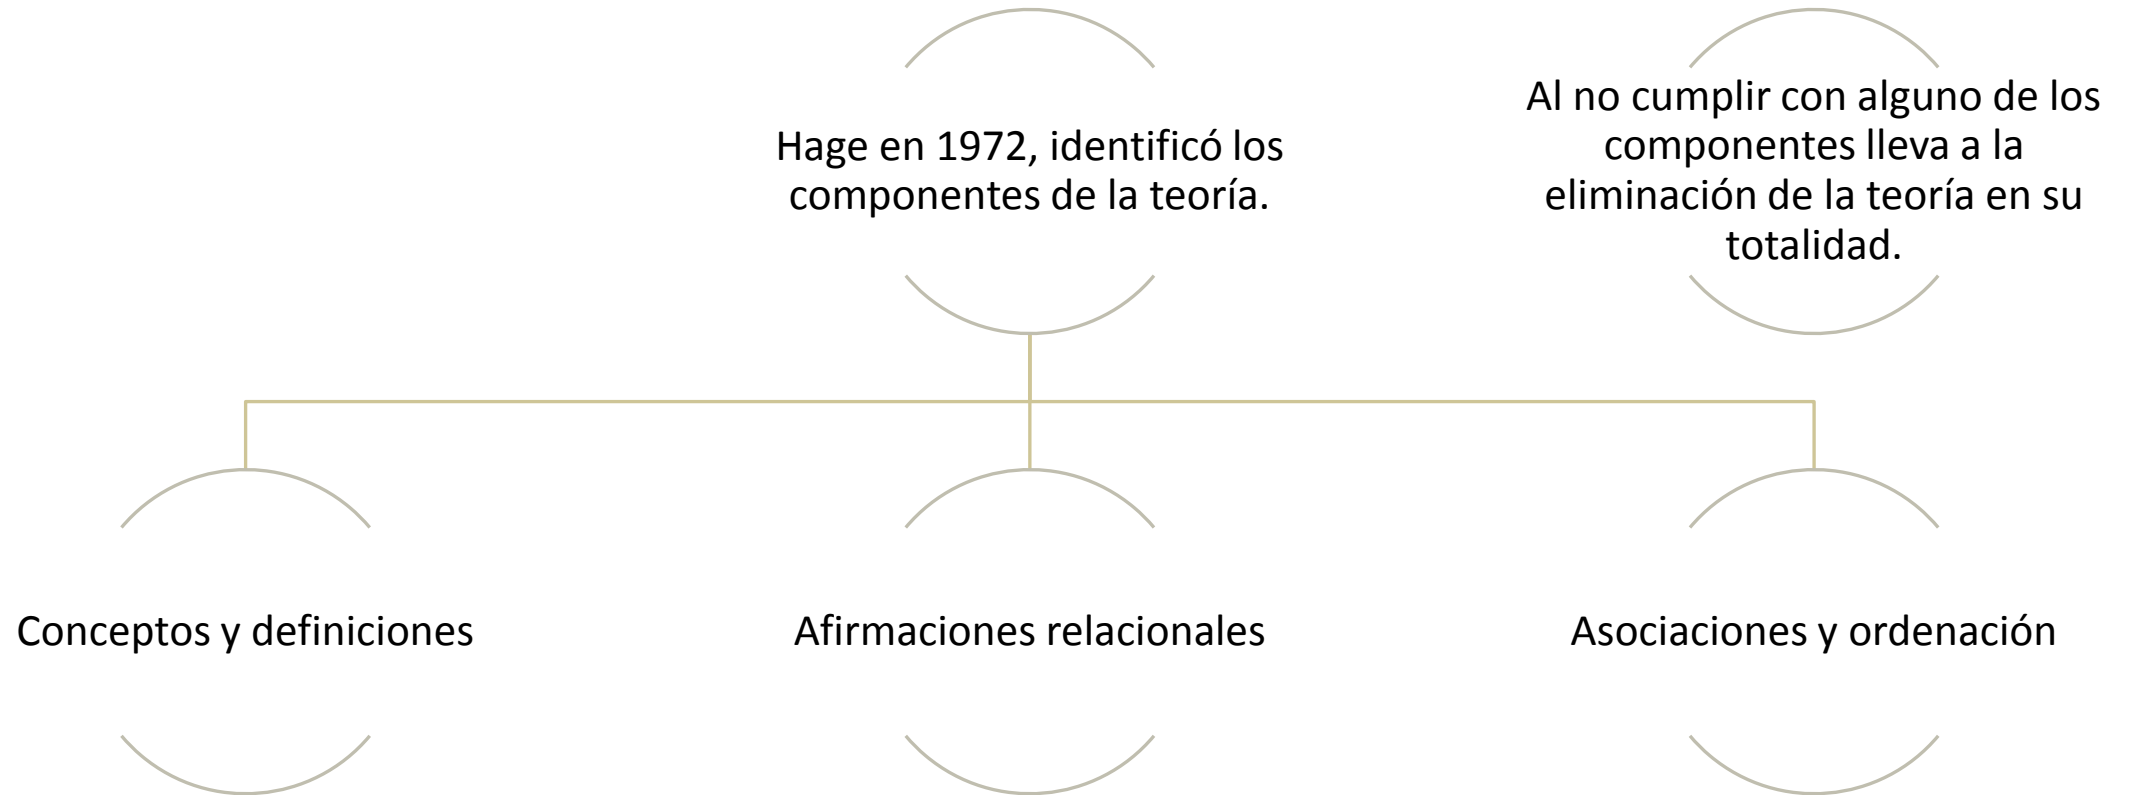 Hage en 1972, identificó los
componentes de la teoría.
Al no cumplir con alguno de los
componentes lleva a la
eliminación de la teoría en su
totalidad.
Conceptos y definiciones
Afirmaciones relacionales
Asociaciones y ordenación